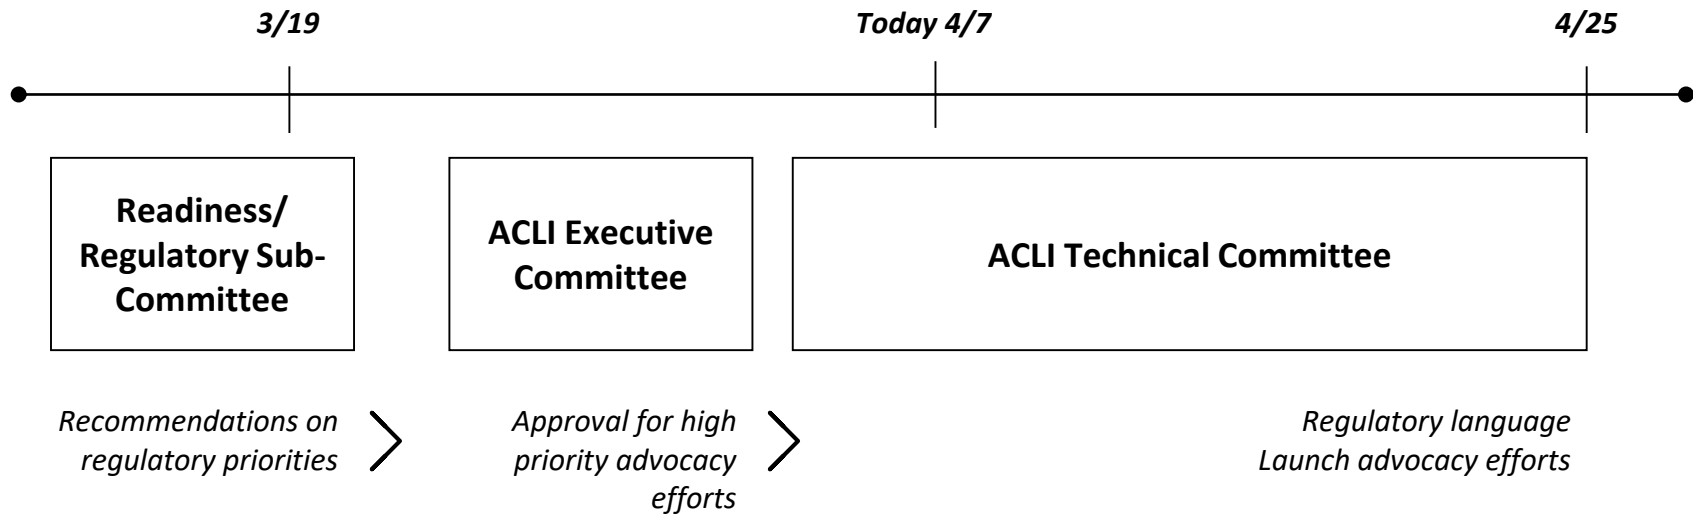 3/19
Today 4/7
4/25
Readiness/
Regulatory Sub-
Committee
ACLI Executive
Committee
ACLI Technical Committee
Recommendations on
regulatory priorities
Approval for high
priority advocacy
efforts
Regulatory language
Launch advocacy efforts